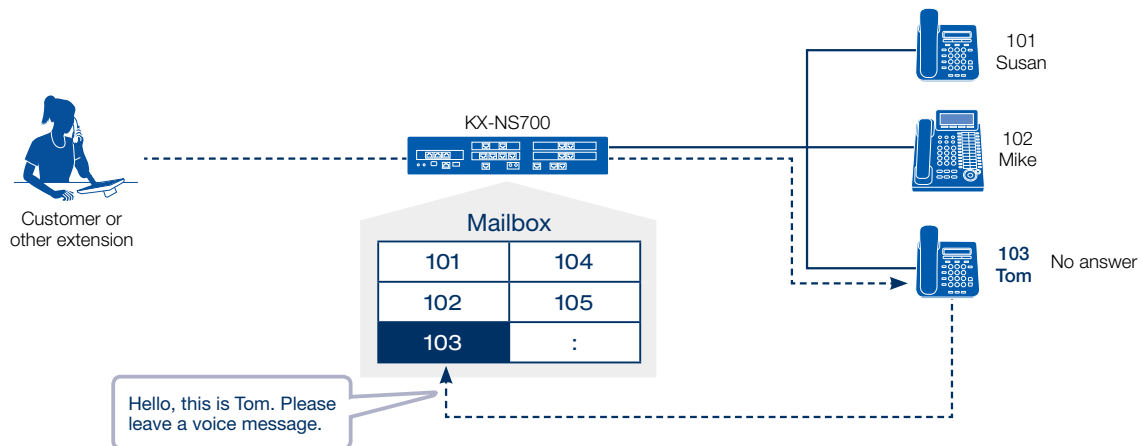 KX-NS700
101
Susan
102
Mike
103
Tom
No answer
Customer or
other extension
Mailbox
101 104
102 105
103 :
Hello, this is Tom. Please
leave a voice message.